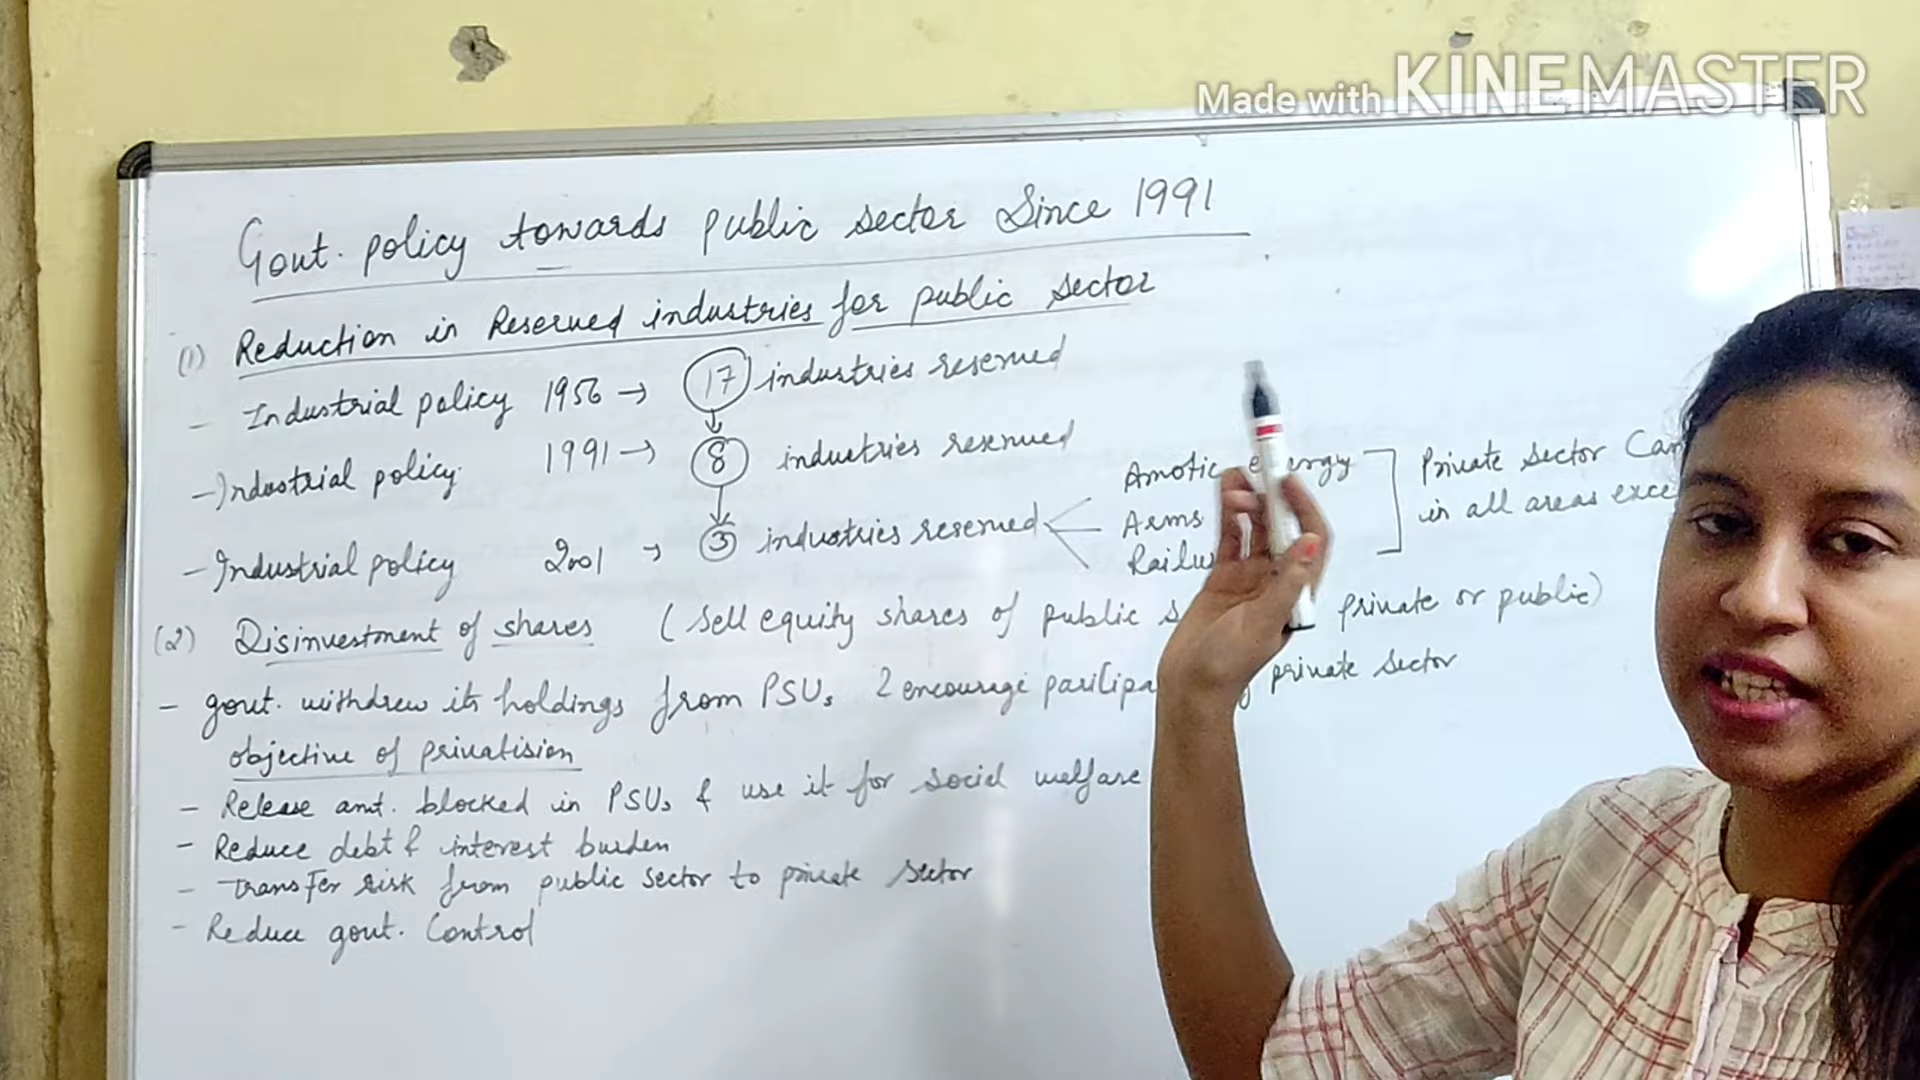 Made with KINEMASTER
Govt. policy towards public sector Since 1991
(1) Reduction in Reserved industries for public sector
- Industrial policy 1956 → 17 industries reserved
- Industrial policy 1991 → 8 industries reserved
- Industrial policy 2001 → 3 industries reserved
Amotic energy
Arms
Private sector Can
in all areas
(2) Disinvestment of shares (Sell equity shares of public private or public)
- govt. withdrew its holdings from PSUs & encourage private sector
objective of privatision
- Release amt. blocked in PSUs & use it for social welfare
- Reduce debt & interest burden
- Transfer risk from public sector to private sector
- Reduce govt. Control